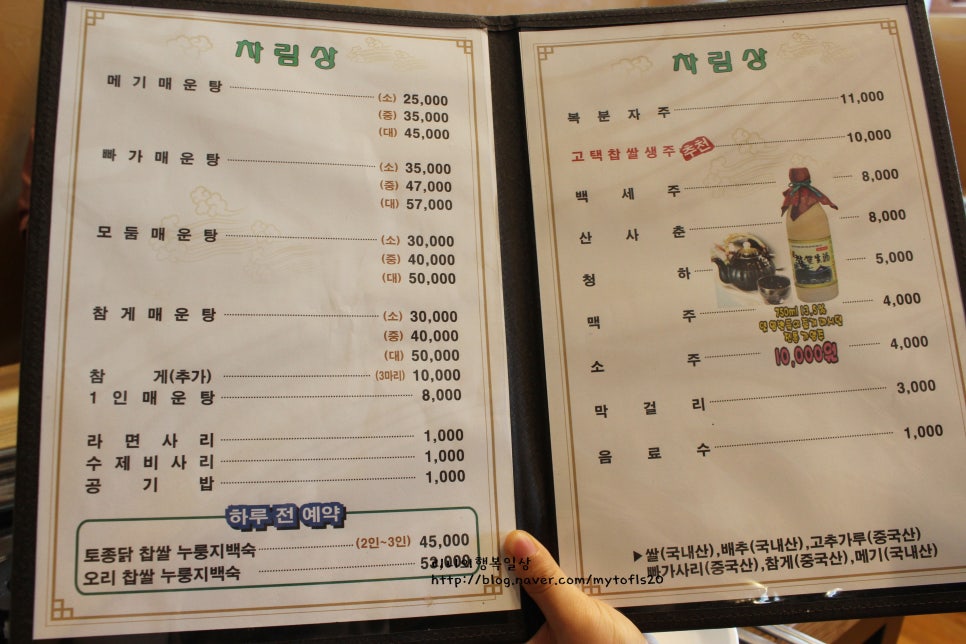 차림상
메기매운탕 (소) 25,000
(중) 35,000
(대) 45,000
빠가매운탕 (소) 35,000
(중) 47,000
(대) 57,000
모둠매운탕 (소) 30,000
(중) 40,000
(대) 50,000
참게매운탕 (소) 30,000
(중) 40,000
(대) 50,000
참 게(추가) (3마리) 10,000
1인매운탕 8,000
라면사리 1,000
수제비사리 1,000
공기밥 1,000
하루 전 예약
토종닭 찹쌀 누룽지백숙 (2인~3인) 45,000
오리 찹쌀 누룽지백숙
http://blog.naver.com/mytofls20
차림상
복분자주 11,000
고택찹쌀생주 추천 10,000
백세주 8,000
산사춘 8,000
청하 5,000
맥주 4,000
소주 4,000
막걸리 3,000
음료수 1,000
750ml 13.5%
10,000원
▶쌀(국내산),배추(국내산),고추가루(중국산)
빠가사리(중국산),참게(중국산),메기(국내산)